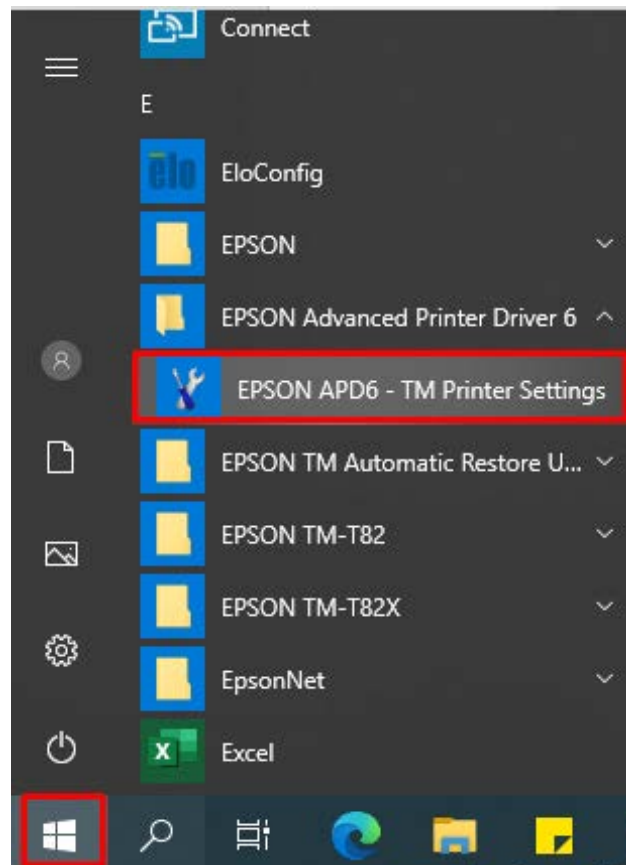 Connect
E
elo
EloConfig
EPSON
EPSON Advanced Printer Driver 6
EPSON APD6 - TM Printer Settings
EPSON TM Automatic Restore U...
EPSON TM-T82
EPSON TM-T82X
EpsonNet
X
Excel